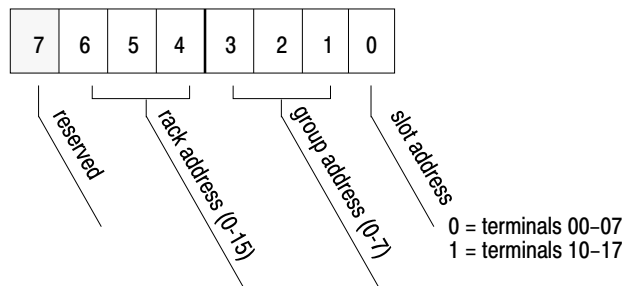 7 6 5 4 3 2 1 0
reserved
rack address (0-15)
group address (0-7)
slot address
0 = terminals 00–07
1 = terminals 10–17